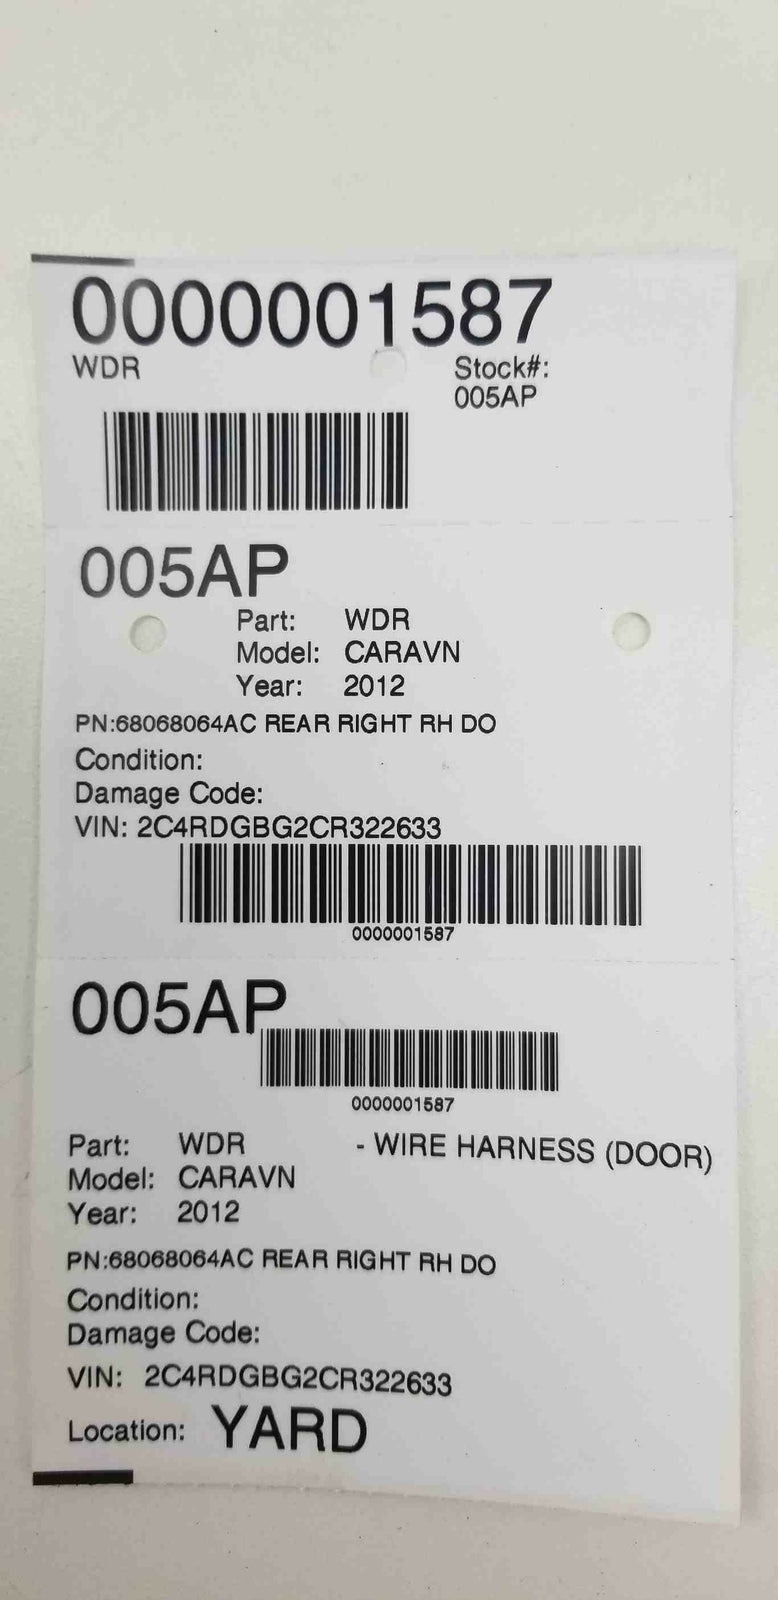 0000001587
WDR
Stock#:
005AP
005AP
Part: WDR
Model: CARAVN
Year: 2012
PN:68068064AC REAR RIGHT RH DO
Condition:
Damage Code:
VIN: 2C4RDGBG2CR322633
0000001587
005AP
0000001587
Part: WDR - WIRE HARNESS (DOOR)
Model: CARAVN
Year: 2012
PN:68068064AC REAR RIGHT RH DO
Condition:
Damage Code:
VIN: 2C4RDGBG2CR322633
Location: YARD